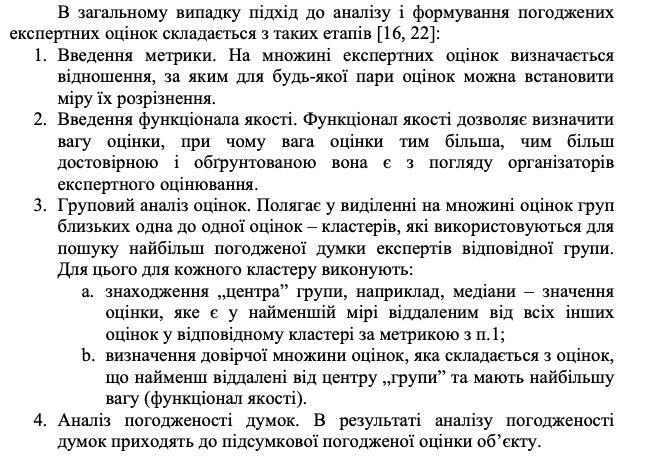 В загальному випадку підхід до аналізу і формування погоджених
експертних оцінок складається з таких етапів [16, 22]:
1. Введення метрики. На множині експертних оцінок визначається
відношення, за яким для будь-якої пари оцінок можна встановити
міру їх розрізнення.
2. Введення функціонала якості. Функціонал якості дозволяє визначити
вагу оцінки, при чому вага оцінки тим більша, чим більш
достовірною і обґрунтованою вона є з погляду організаторів
експертного оцінювання.
3. Груповий аналіз оцінок. Полягає у виділенні на множині оцінок груп
близьких одна до одної оцінок – кластерів, які використовуються для
пошуку найбільш погодженої думки експертів відповідної групи.
Для цього для кожного кластеру виконують:
a. знаходження „центра” групи, наприклад, медіани – значення
оцінки, яке є у найменшій мірі віддаленим від всіх інших
оцінок у відповідному кластері за метрикою з п.1;
b. визначення довірчої множини оцінок, яка складається з оцінок,
що найменш віддалені від центру „групи” та мають найбільшу
вагу (функціонал якості).
4. Аналіз погодженості думок. В результаті аналізу погодженості
думок приходять до підсумкової погодженої оцінки об’єкту.